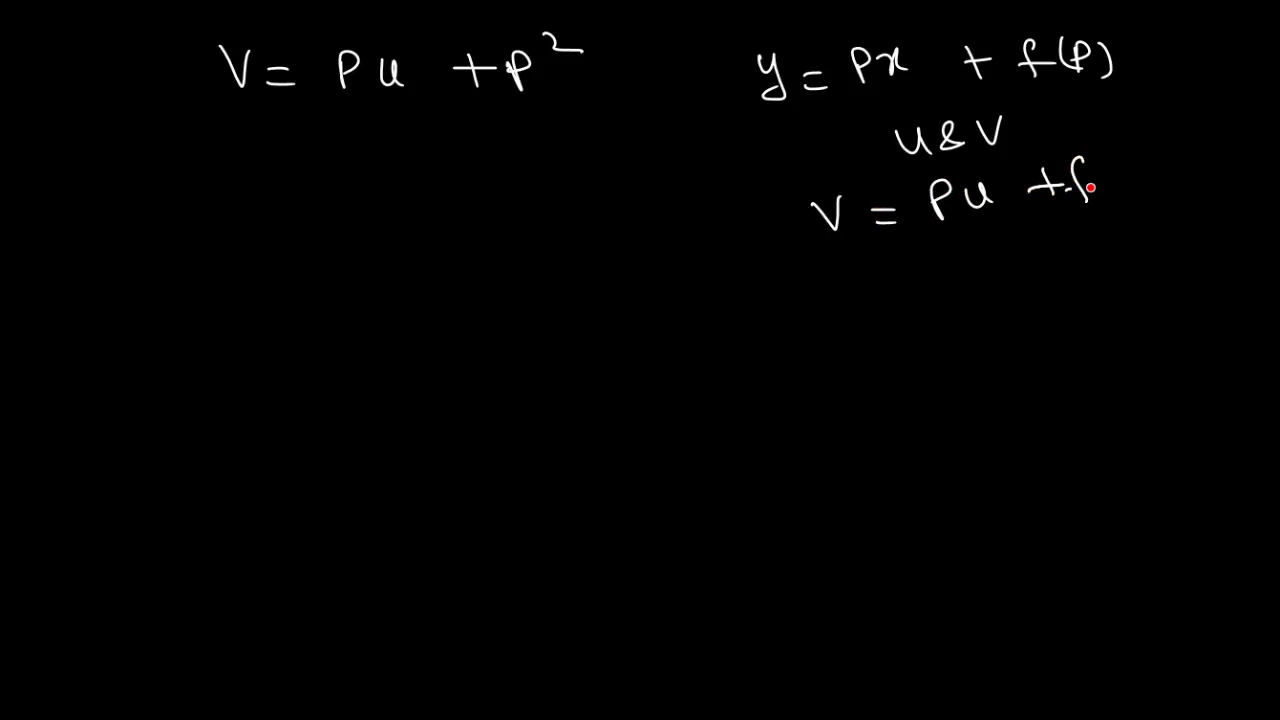 V = Pu + p²
y = Px + f(P)
u & v
V = Pu + f